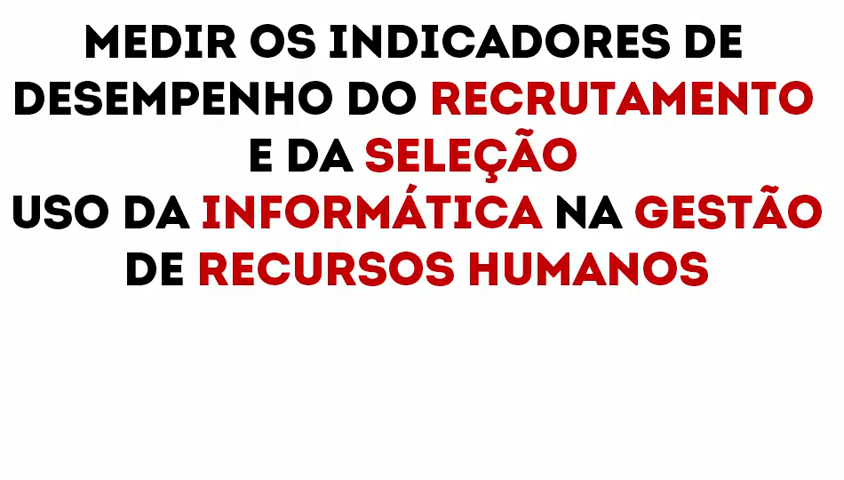 MEDIR OS INDICADORES DE
DESEMPENHO DO RECRUTAMENTO
E DA SELEÇÃO
USO DA INFORMÁTICA NA GESTÃO
DE RECURSOS HUMANOS